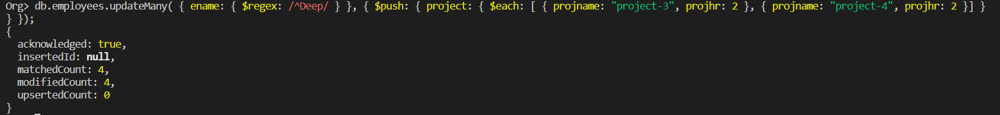 Org> db.employees.updateMany( { ename: { $regex: /^Deep/ } }, { $push: { project: { $each: [ { projname: "project-3", projhr: 2 }, { projname: "project-4", projhr: 2 }] }
} });
{
  acknowledged: true,
  insertedId: null,
  matchedCount: 4,
  modifiedCount: 4,
  upsertedCount: 0
}